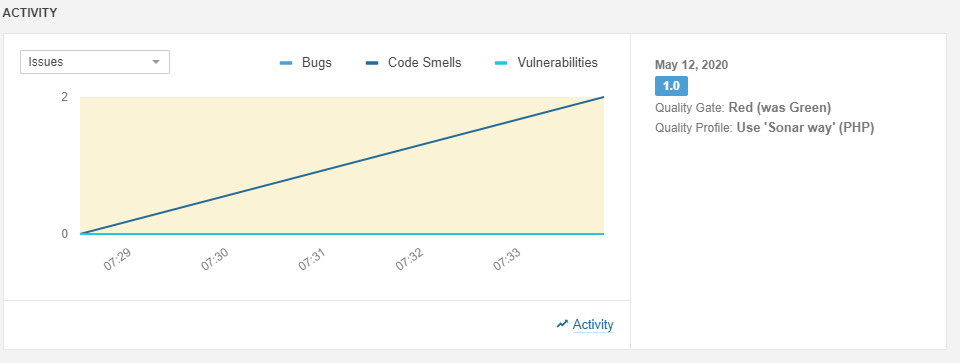 ACTIVITY
Issues
Bugs
Code Smells
Vulnerabilities
2
0
07:29
07:30
07:31
07:32
07:33
Activity
May 12, 2020
1.0
Quality Gate: Red (was Green)
Quality Profile: Use 'Sonar way' (PHP)